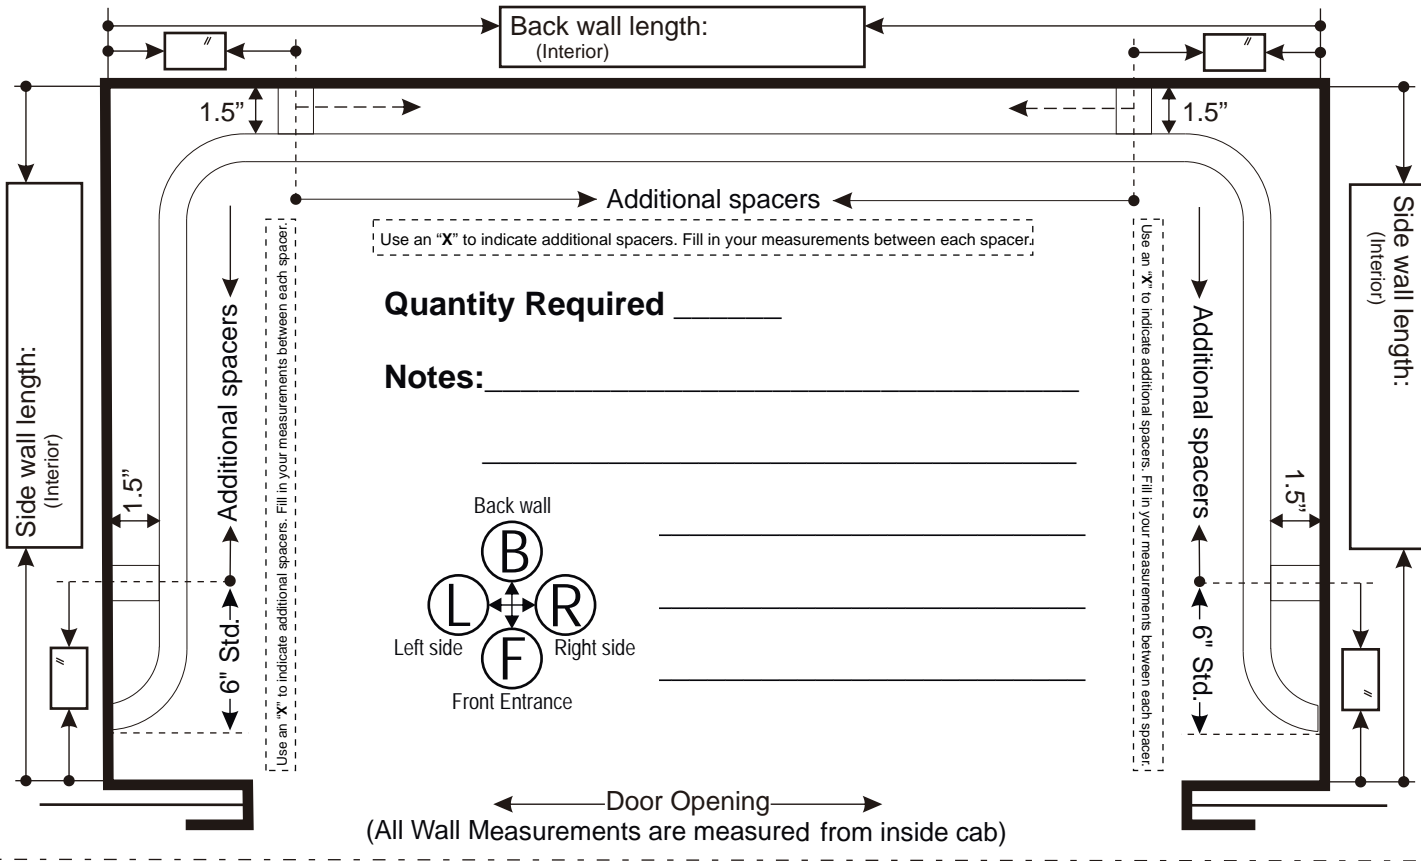 Back wall length:
(Interior)
"
"
1.5”
1.5”
Additional spacers
Use an “X” to indicate additional spacers. Fill in your measurements between each spacer.
Side wall length:
(Interior)
1.5”
Additional spacers
6" Std.
"
Use an “X” to indicate additional spacers. Fill in your measurements between each spacer.
Quantity Required ______
Notes:
Back wall
B
L R
Left side Right side
F
Front Entrance
Use an “X” to indicate additional spacers. Fill in your measurements between each spacer.
Additional spacers
6" Std.
1.5”
"
Side wall length:
(Interior)
Door Opening
(All Wall Measurements are measured from inside cab)